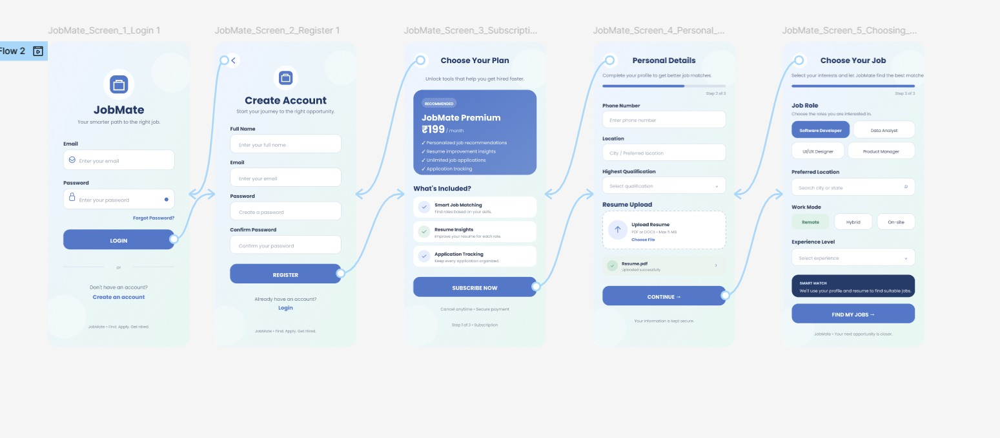 JobMate_Screen_1_Login 1
Flow 2
JobMate
Your smarter path to the right job.
Email
Enter your email
Password
Enter your password
Forgot Password?
LOGIN
or
Don't have an account?
Create an account
JobMate • Find. Apply. Get Hired.
JobMate_Screen_2_Register 1
Create Account
Start your journey to the right opportunity.
Full Name
Enter your full name
Email
Enter your email
Password
Create a password
Confirm Password
Confirm your password
REGISTER
Already have an account?
Login
JobMate • Find. Apply. Get Hired.
JobMate_Screen_3_Subscripti...
Choose Your Plan
Unlock tools that help you get hired faster.
RECOMMENDED
JobMate Premium
₹199 / month
✓ Personalized job recommendations
✓ Resume improvement insights
✓ Unlimited job applications
✓ Application tracking
What's Included?
Smart Job Matching
Find roles based on your skills.
Resume Insights
Improve your resume for each role.
Application Tracking
Keep every application organized.
SUBSCRIBE NOW
Cancel anytime • Secure payment
Step 1 of 3 • Subscription
JobMate_Screen_4_Personal_...
Personal Details
Complete your profile to get better job matches.
Step 2 of 3
Phone Number
Enter phone number
Location
City / Preferred location
Highest Qualification
Select qualification
Resume Upload
Upload Resume
PDF or DOCX • Max 5 MB
Choose File
Resume.pdf
Uploaded successfully
CONTINUE →
Your information is kept secure.
JobMate_Screen_5_Choosing_...
Choose Your Job
Select your interests and let JobMate find the best matche
Step 3 of 3
Job Role
Choose the roles you are interested in.
Software Developer
Data Analyst
UI/UX Designer
Product Manager
Preferred Location
Search city or state
Work Mode
Remote
Hybrid
On-site
Experience Level
Select experience
SMART MATCH
We'll use your profile and resume to find suitable jobs.
FIND MY JOBS →
JobMate • Your next opportunity is closer.